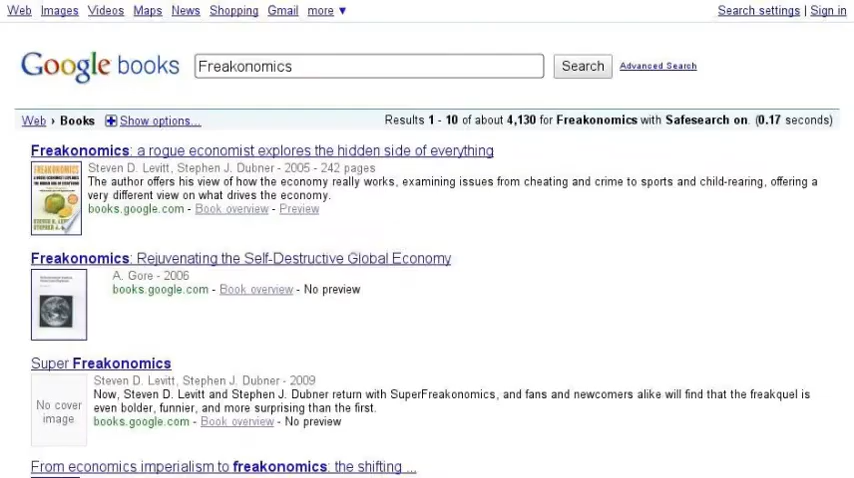 Web Images Videos Maps News Shopping Gmail more ▼ Search settings | Sign in
Google books Freakonomics Search Advanced Search
Web › Books Show options... Results 1 - 10 of about 4,130 for Freakonomics with Safesearch on. (0.17 seconds)
Freakonomics: a rogue economist explores the hidden side of everything
Steven D. Levitt, Stephen J. Dubner - 2005 - 242 pages
The author offers his view of how the economy really works, examining issues from cheating and crime to sports and child-rearing, offering a
very different view on what drives the economy.
books.google.com - Book overview - Preview
FREAKONOMICS
Freakonomics: Rejuvenating the Self-Destructive Global Economy
A. Gore - 2006
books.google.com - Book overview - No preview
Super Freakonomics
Steven D. Levitt, Stephen J. Dubner - 2009
Now, Steven D. Levitt and Stephen J. Dubner return with SuperFreakonomics, and fans and newcomers alike will find that the freakquel is
even bolder, funnier, and more surprising than the first.
books.google.com - Book overview - No preview
No cover
image
From economics imperialism to freakonomics: the shifting ...